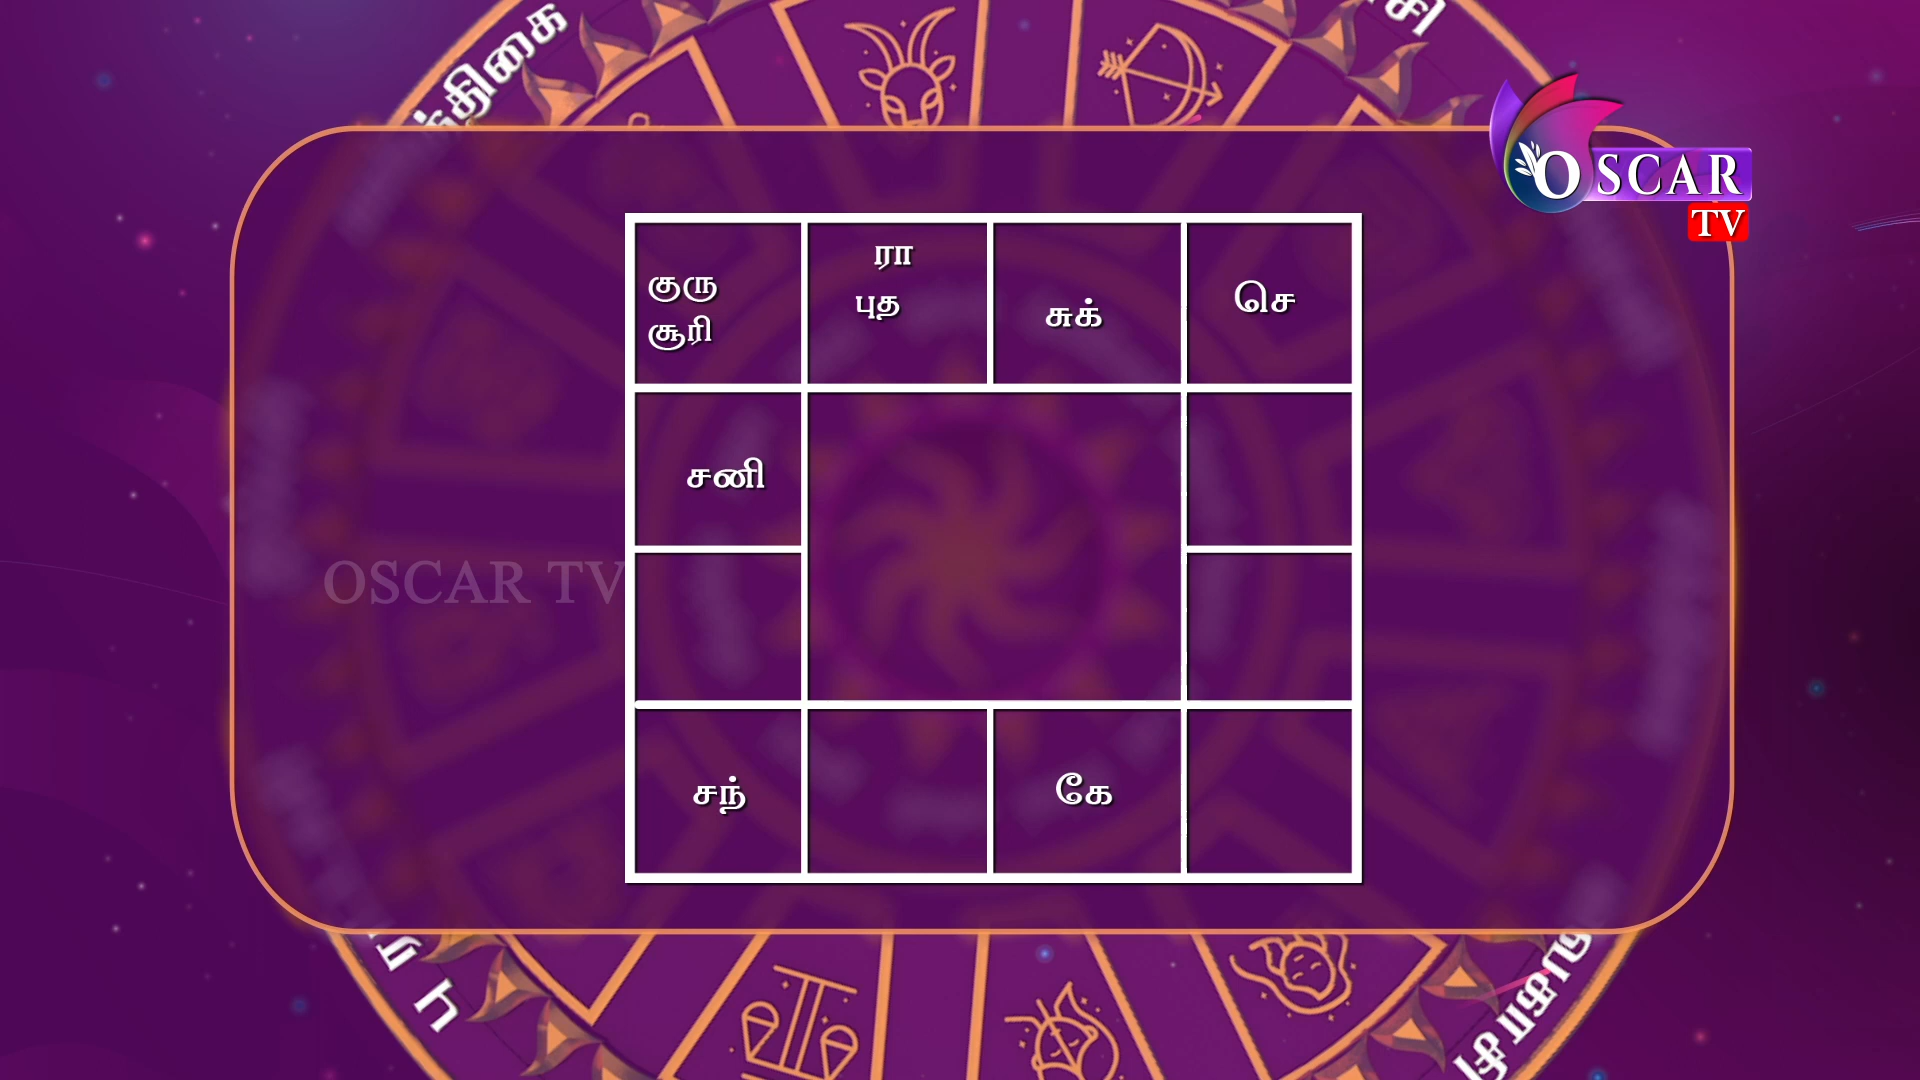 OSCAR
TV
குரு
சூரி
ரா
புத
சுக்
செ
சனி
OSCAR TV
சந்
கே